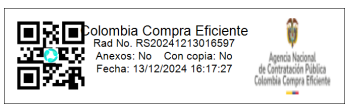 Colombia Compra Eficiente
Rad No. RS20241213016597
Anexos: No Con copia: No
Fecha: 13/12/2024 16:17:27
Agencia Nacional
de Contratación Pública
Colombia Compra Eficiente